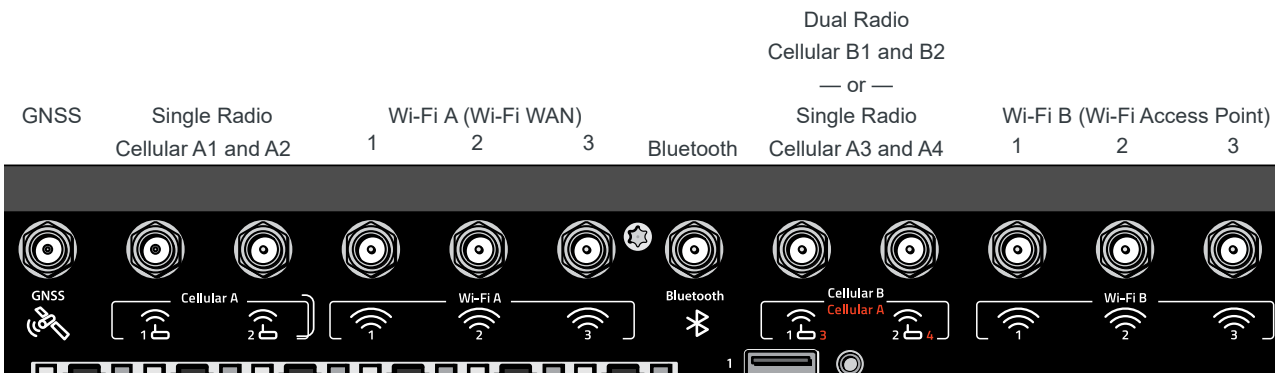 Dual Radio
Cellular B1 and B2
— or —
GNSS Single Radio Wi-Fi A (Wi-Fi WAN) Single Radio Wi-Fi B (Wi-Fi Access Point)
Cellular A1 and A2 1 2 3 Bluetooth Cellular A3 and A4 1 2 3
GNSS Cellular A Wi-Fi A Bluetooth Cellular B Wi-Fi B
Cellular A
1 2 1 2 3 1 3 2 4 1 2 3
1